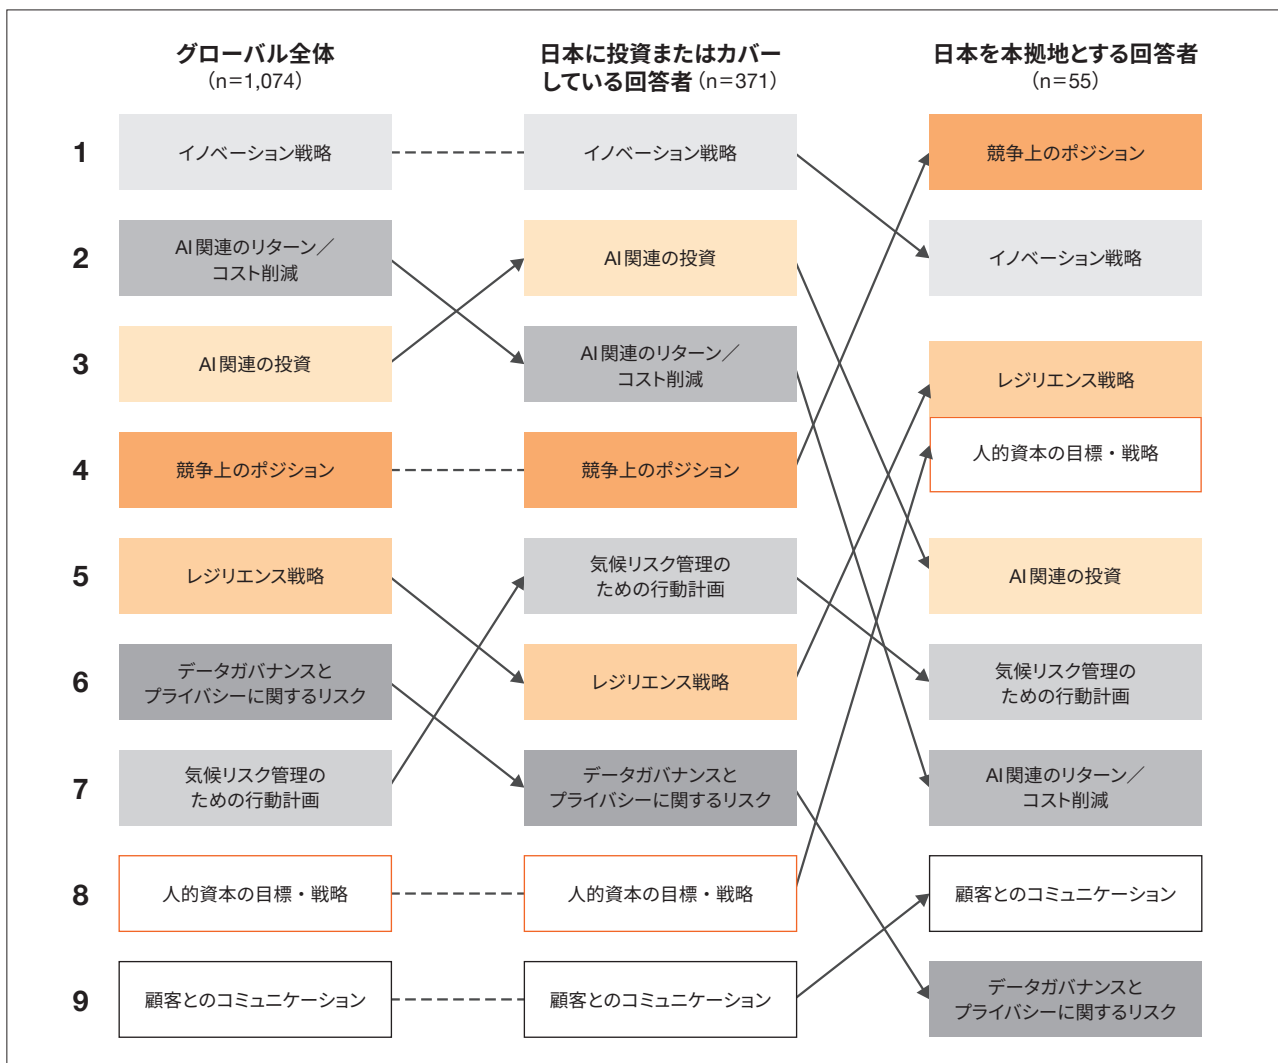 グローバル全体
(n=1,074)
日本に投資またはカバー
している回答者 (n=371)
日本を本拠地とする回答者
(n=55)
1
イノベーション戦略
イノベーション戦略
競争上のポジション
2
AI関連のリターン／
コスト削減
AI関連の投資
イノベーション戦略
3
AI関連の投資
AI関連のリターン／
コスト削減
レジリエンス戦略
4
競争上のポジション
競争上のポジション
人的資本の目標・戦略
5
レジリエンス戦略
気候リスク管理の
ための行動計画
AI関連の投資
6
データガバナンスと
プライバシーに関するリスク
レジリエンス戦略
気候リスク管理の
ための行動計画
7
気候リスク管理の
ための行動計画
データガバナンスと
プライバシーに関するリスク
AI関連のリターン／
コスト削減
8
人的資本の目標・戦略
人的資本の目標・戦略
顧客とのコミュニケーション
9
顧客とのコミュニケーション
顧客とのコミュニケーション
データガバナンスと
プライバシーに関するリスク